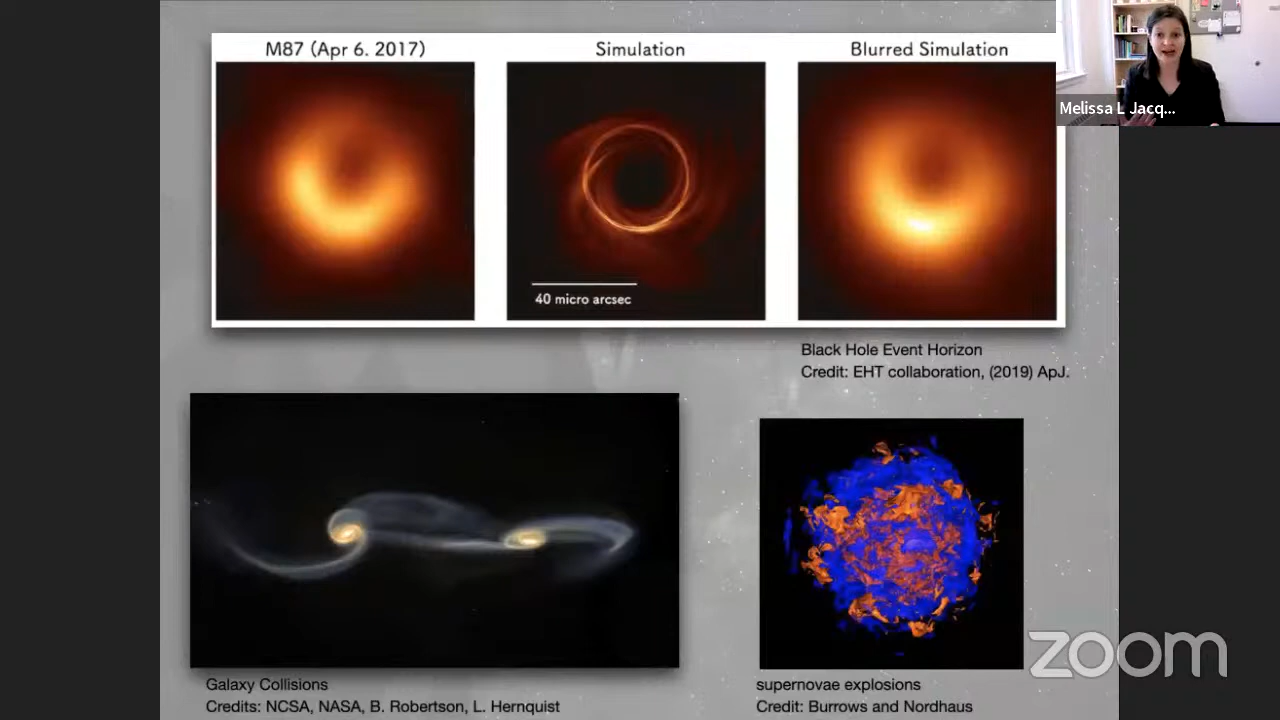 M87 (Apr 6. 2017)
Simulation
Blurred Simulation
Melissa L Jacq...
40 micro arcsec
Black Hole Event Horizon
Credit: EHT collaboration, (2019) ApJ.
Galaxy Collisions
Credits: NCSA, NASA, B. Robertson, L. Hernquist
supernovae explosions
Credit: Burrows and Nordhaus
zoom